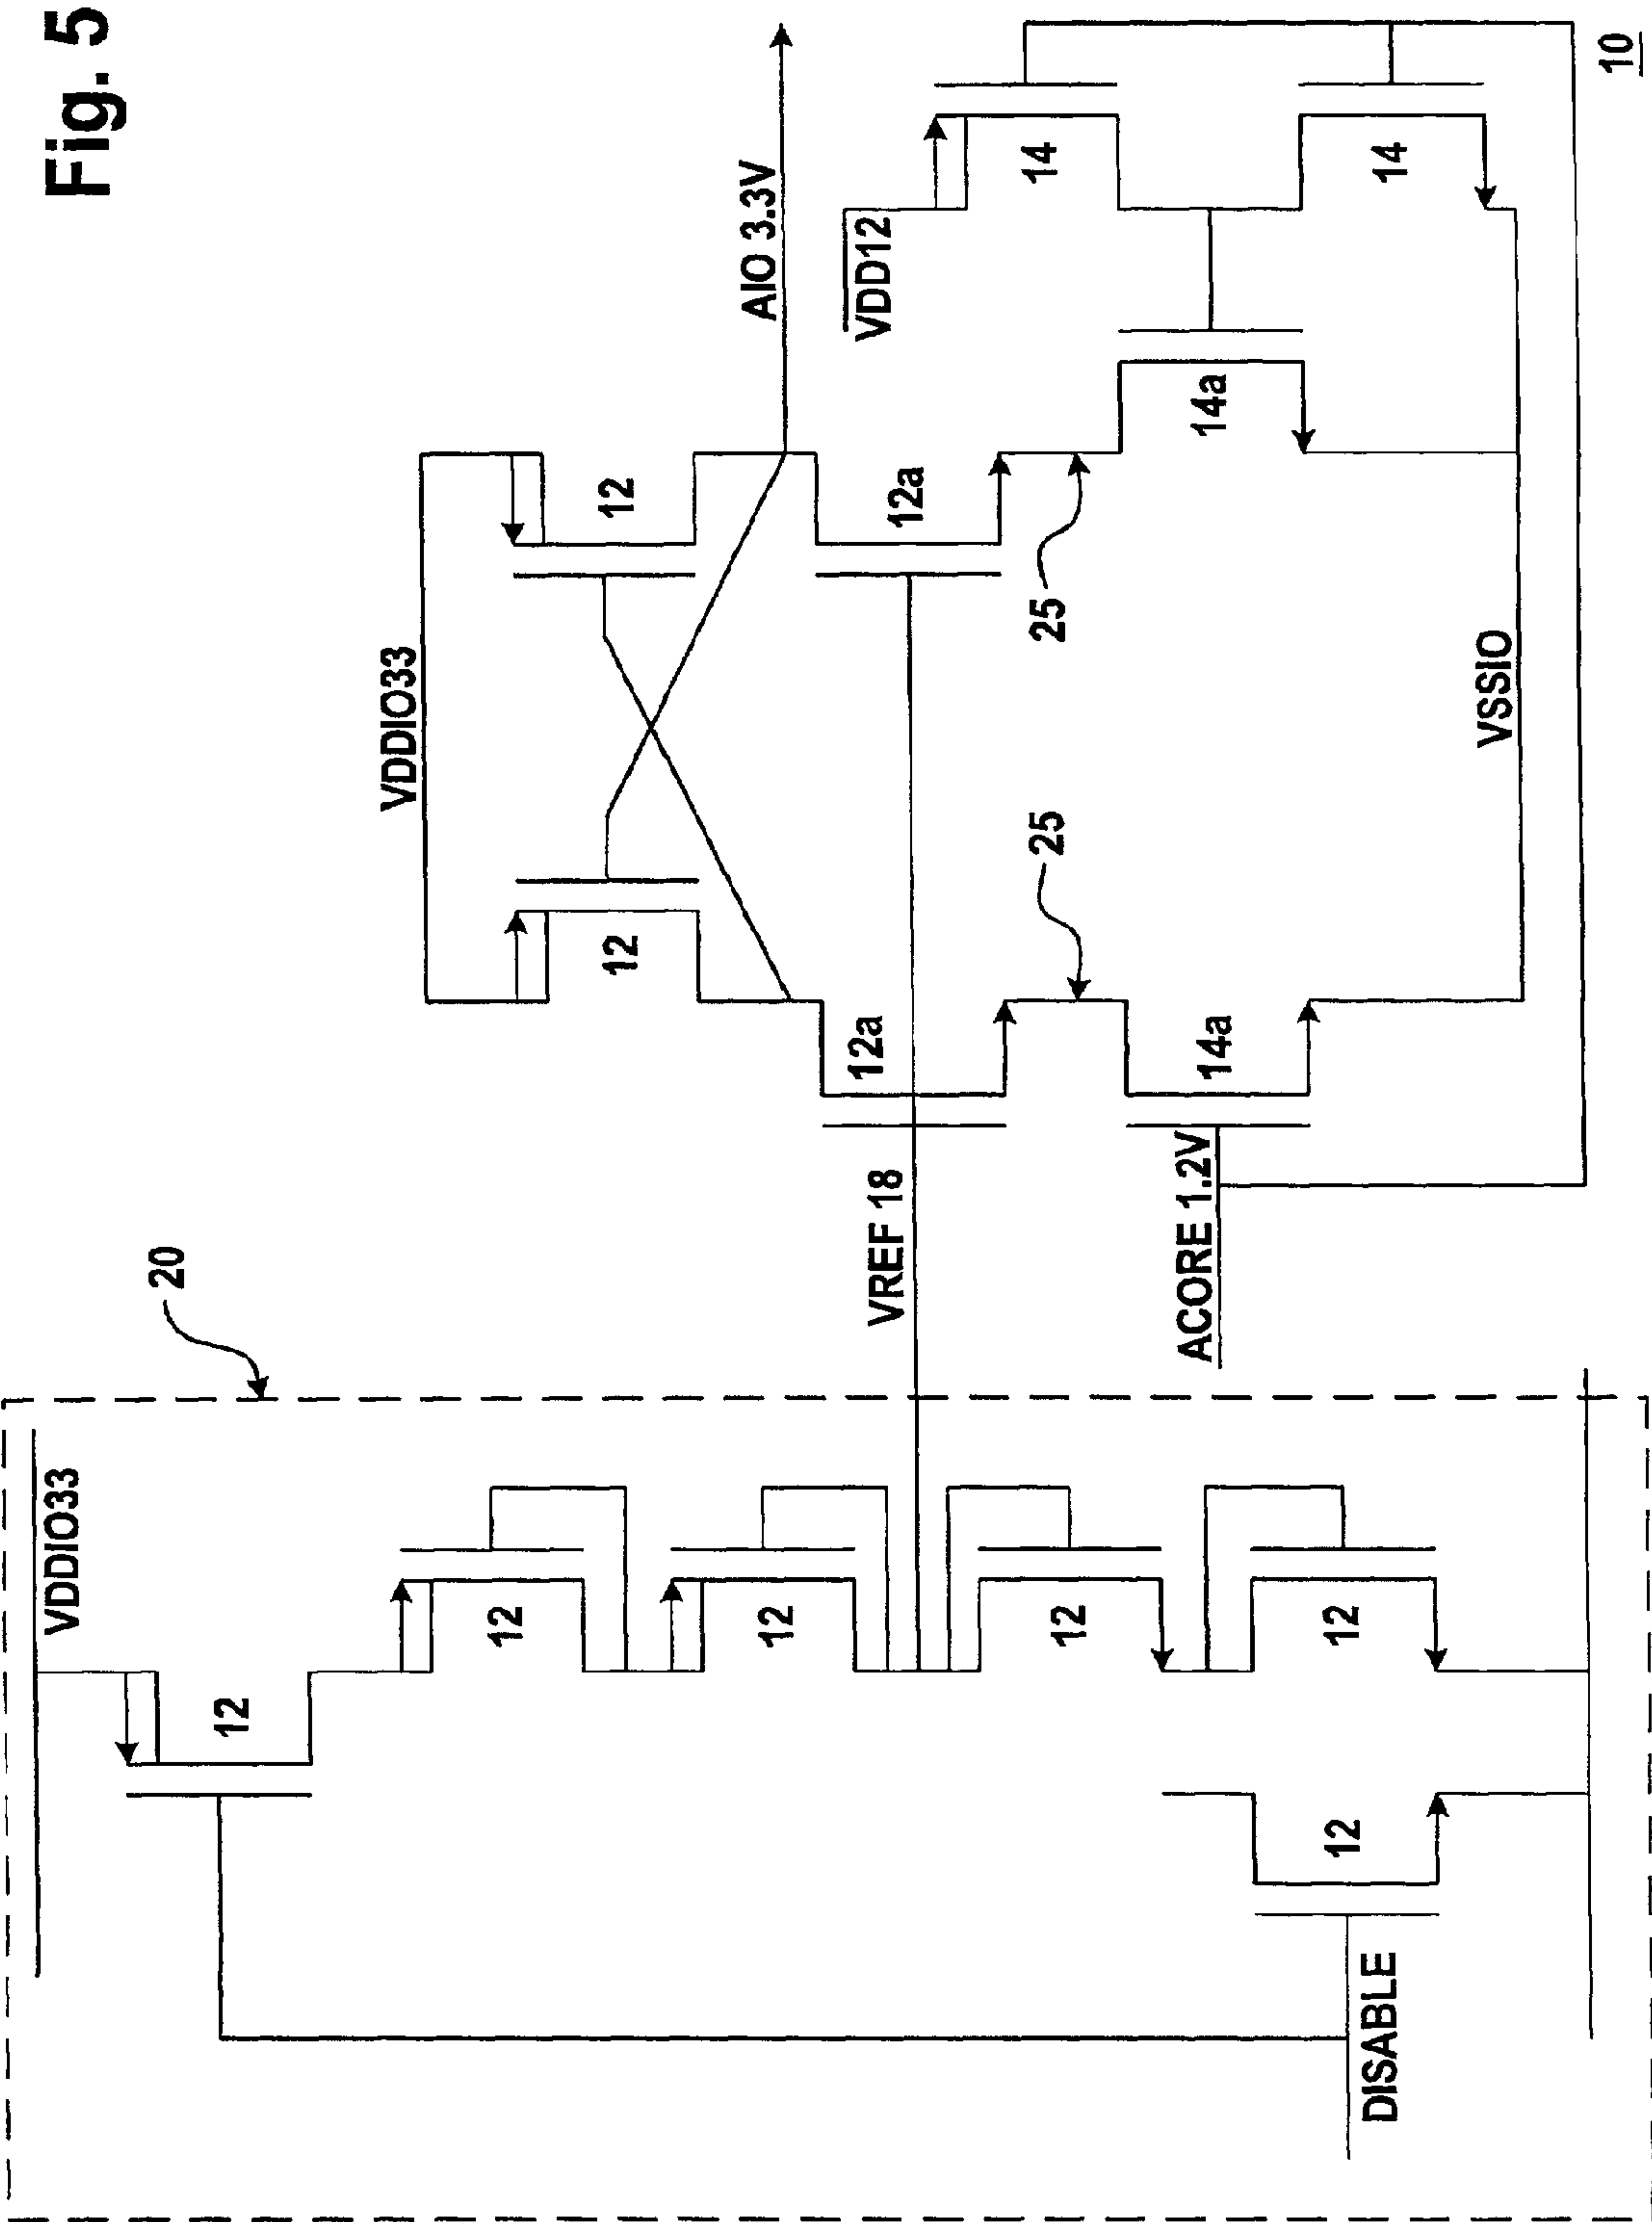 Fig. 5
20
VDDIO33
12
12
12
12
12
12
DISABLE
VREF 18
ACORE 1.2V
VDDIO33
12
12
12a
12a
25
25
14a
14a
AIO 3.3V
VDD12
14
14
VSSIO
10